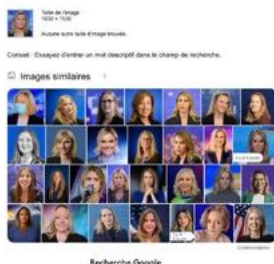 Taille de l'image :
1532 × 1536
Aucune autre taille d'image trouvée.
Conseil : Essayez d'entrer un mot descriptif dans le champ de recherche.
Images similaires
Recherche Google